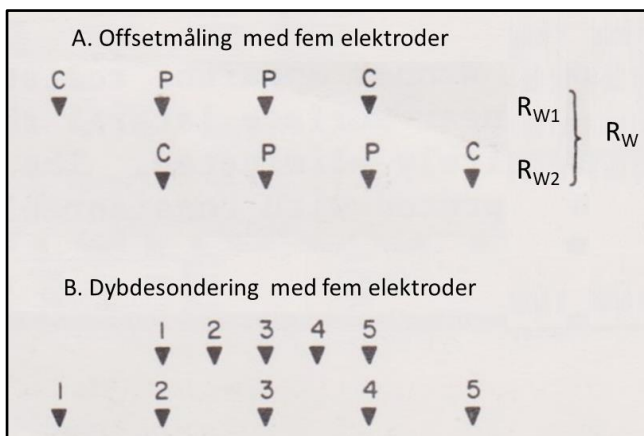 A. Offsetmåling med fem elektroder
C P P C
R_W1
C P P C
R_W2
R_W
B. Dybdesondering med fem elektroder
1 2 3 4 5
1 2 3 4 5